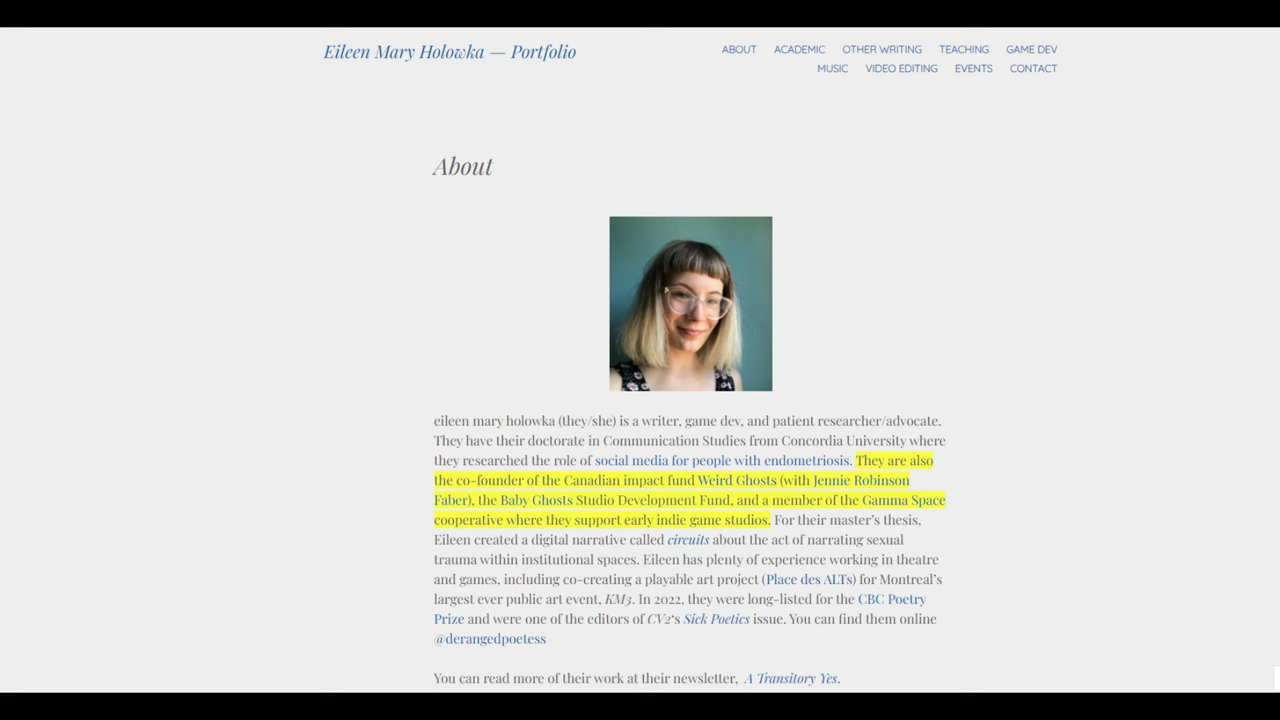 Eileen Mary Holowka — Portfolio
ABOUT ACADEMIC OTHER WRITING TEACHING GAME DEV
MUSIC VIDEO EDITING EVENTS CONTACT
About
eileen mary holowka (they/she) is a writer, game dev, and patient researcher/advocate.
They have their doctorate in Communication Studies from Concordia University where
they researched the role of social media for people with endometriosis. They are also
the co-founder of the Canadian impact fund Weird Ghosts (with Jennie Robinson
Faber), the Baby Ghosts Studio Development Fund, and a member of the Gamma Space
cooperative where they support early indie game studios. For their master’s thesis,
Eileen created a digital narrative called circuits about the act of narrating sexual
trauma within institutional spaces. Eileen has plenty of experience working in theatre
and games, including co-creating a playable art project (Place des ALTs) for Montreal’s
largest ever public art event, KM3. In 2022, they were long-listed for the CBC Poetry
Prize and were one of the editors of CV2‘s Sick Poetics issue. You can find them online
@derangedpoetess
You can read more of their work at their newsletter, A Transitory Yes.